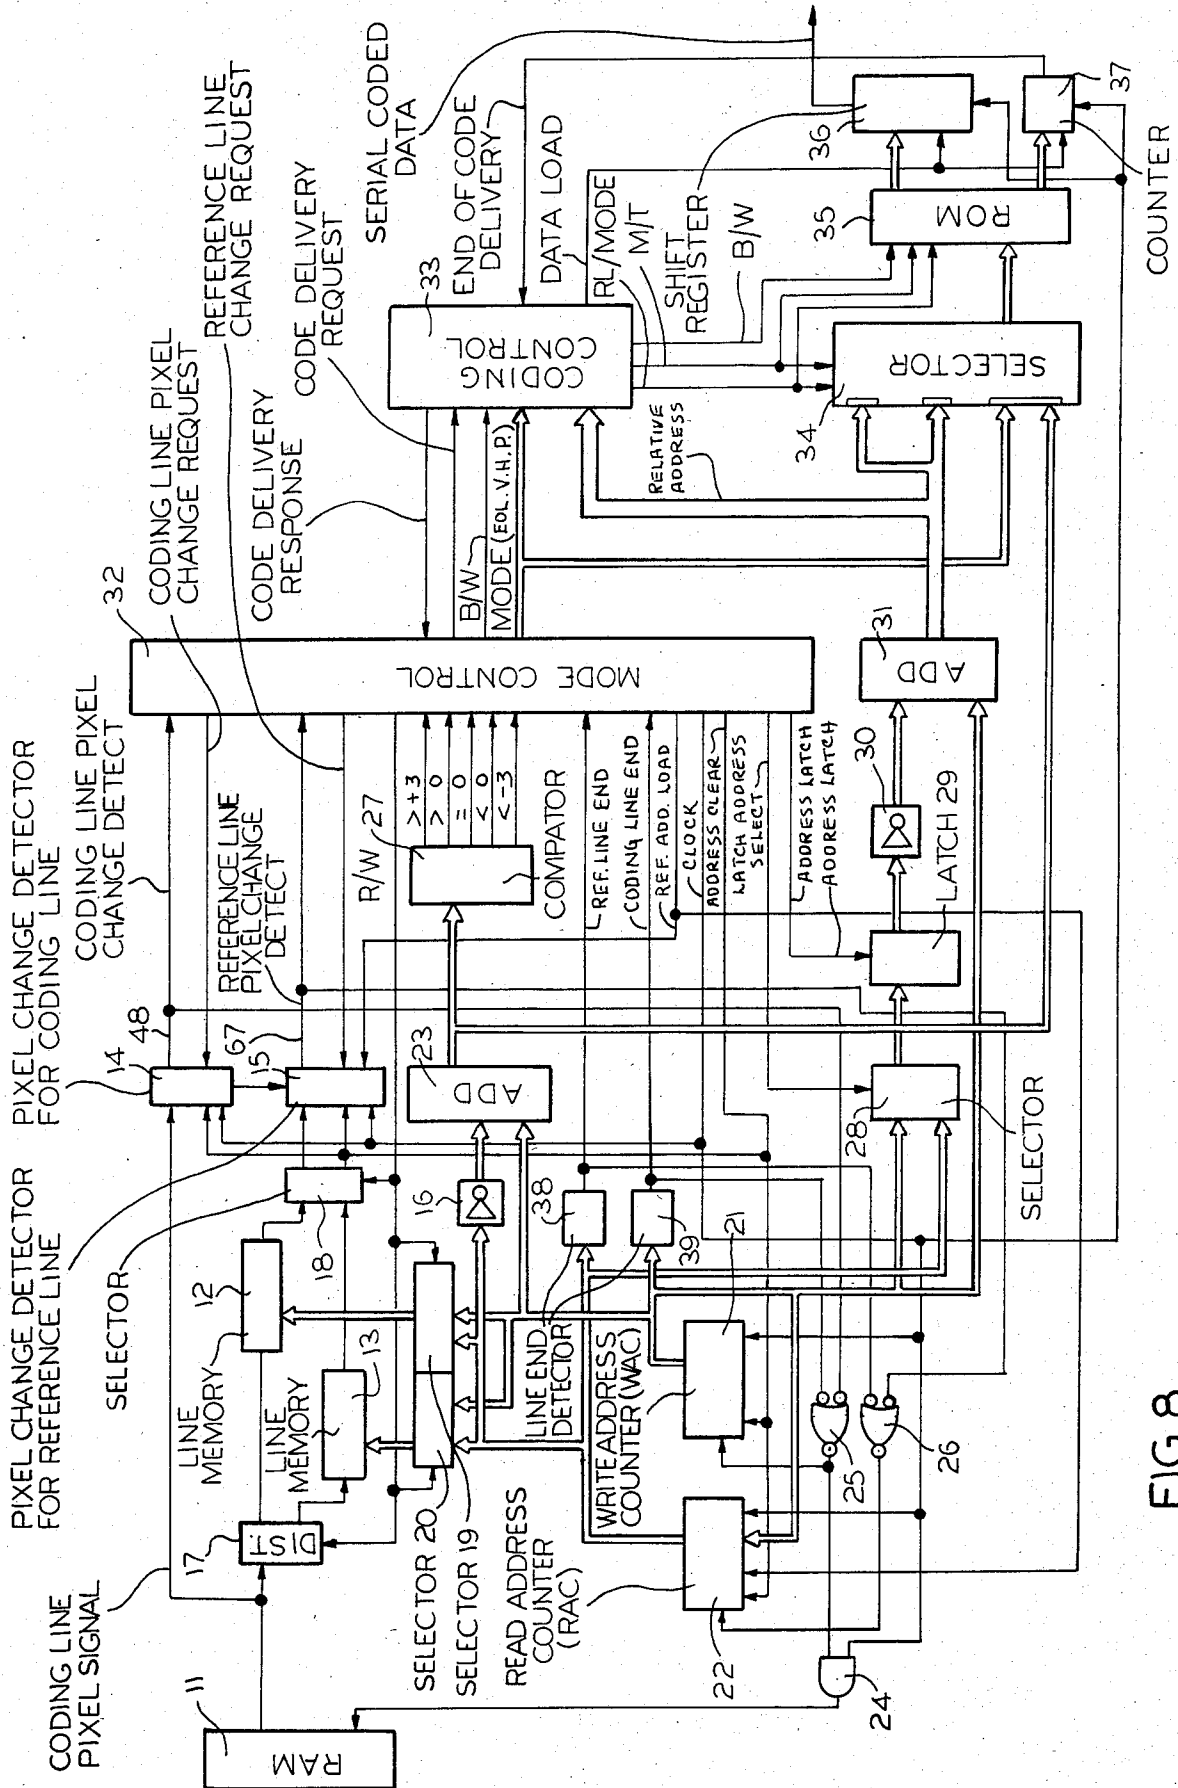 CODING LINE
PIXEL SIGNAL
PIXEL CHANGE DETECTOR
FOR REFERENCE LINE
PIXEL CHANGE DETECTOR
FOR CODING LINE
CODING LINE PIXEL
CHANGE DETECT
CODING LINE PIXEL
CHANGE REQUEST
REFERENCE LINE
CHANGE REQUEST
CODE DELIVERY
RESPONSE
CODE DELIVERY
REQUEST
SERIAL CODED
DATA
END OF CODE
DELIVERY
DATA LOAD
RL/MODE
M/T
SHIFT
REGISTER
B/W
SELECTOR
LINE
MEMORY
12
LINE
MEMORY
13
11
RAM
17
DIST.
18
14
48
15
67
REFERENCE LINE
PIXEL CHANGE
DETECT
R/W
27
COMPATOR
>+3
>0
=0
<0
<-3
32
MODE CONTROL
B/W
MODE (EOL.V.H.P.)
33
CODING
CONTROL
RELATIVE
ADDRESS
34
SELECTOR
35
ROM
36
37
COUNTER
SELECTOR 20
SELECTOR 19
16
23
ADD
READ ADDRESS
COUNTER
(RAC)
22
WRITE ADDRESS
COUNTER (WAC)
21
LINE END
DETECTOR
38
39
REF. LINE END
CODING LINE END
REF. ADD. LOAD
CLOCK
ADDRESS CLEAR
LATCH ADDRESS
SELECT
ADDRESS LATCH
ADDRESS LATCH
24
25
26
28
SELECTOR
LATCH 29
30
31
ADD
FIG.8